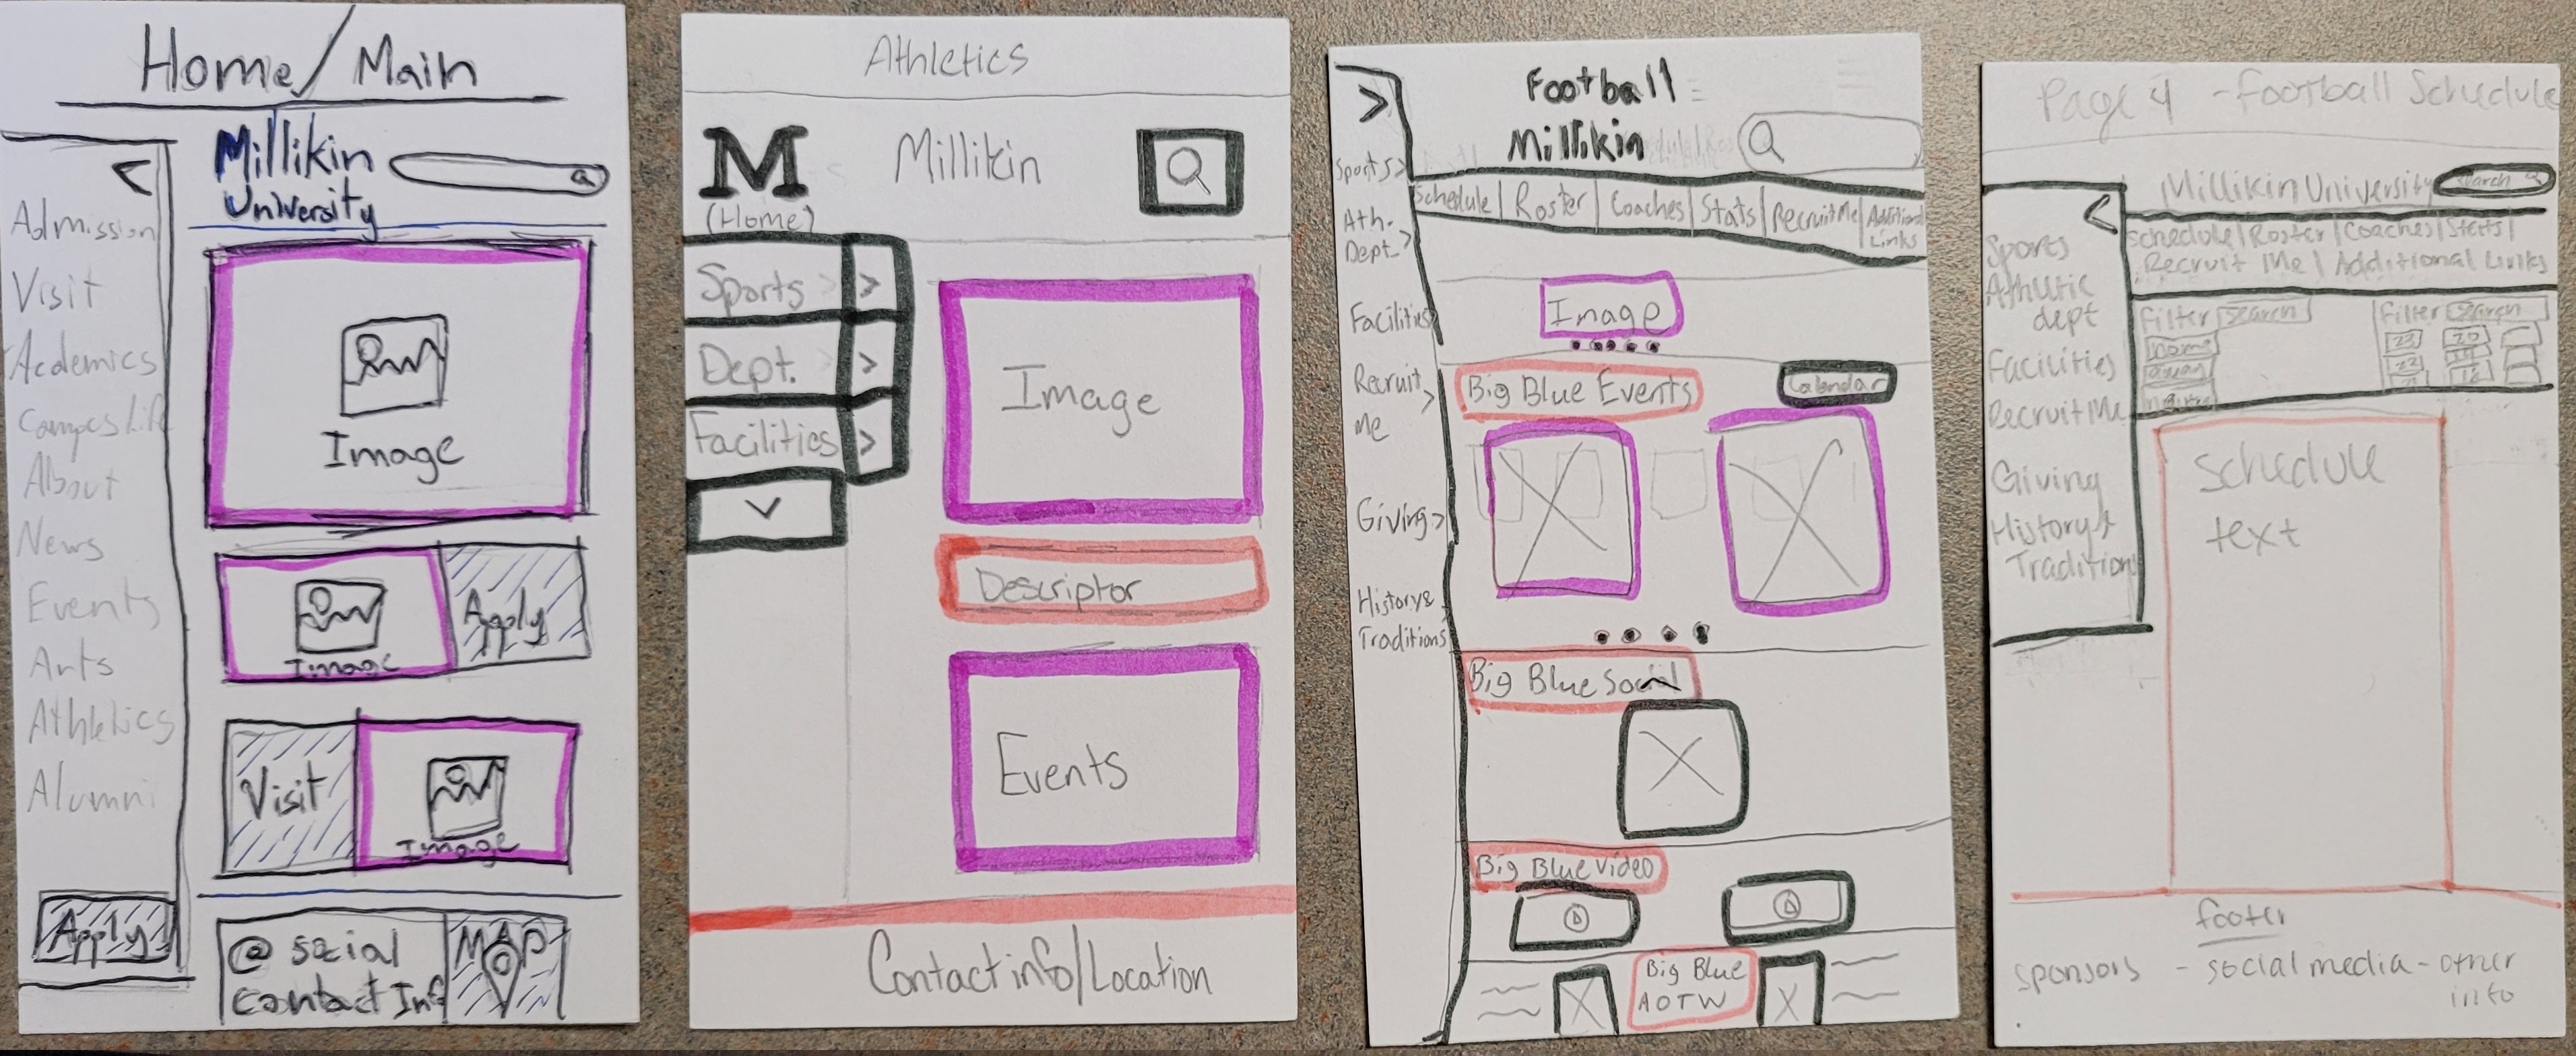 Home/Main
Millikin
University
Admission
Visit
Acdemics
About
News
Events
Arts
Athletics
Alumni
Apply
Image
Image
Apply
Visit
Image
@ social
Contact Inf
MAP
Athletics
M
(Home)
Millikin
Sports >
Dept. >
Facilities >
Image
Descriptor
Events
Contact info/Location
Football
Millikin
>
Sports >
Ath.
Dept. >
Facilities
Recruit
Me >
Giving >
History &
Traditions
Schedule | Roster | Coaches | Stats | Recruit Me | Additional
Links
Image
Big Blue Events
Calendar
Big Blue Social
Big Blue Video
Big Blue
AOTW
Page 4 - Football Schedule
Millikin University
search
<
Sports
Athletic
dept
Facilities
Recruit Me
Giving
History &
Traditions
Schedule | Roster | Coaches | Stats |
Recruit Me | Additional Links
Filter search
home
away
Filter search
schedule
text
footer
sponsors - social media - other
info